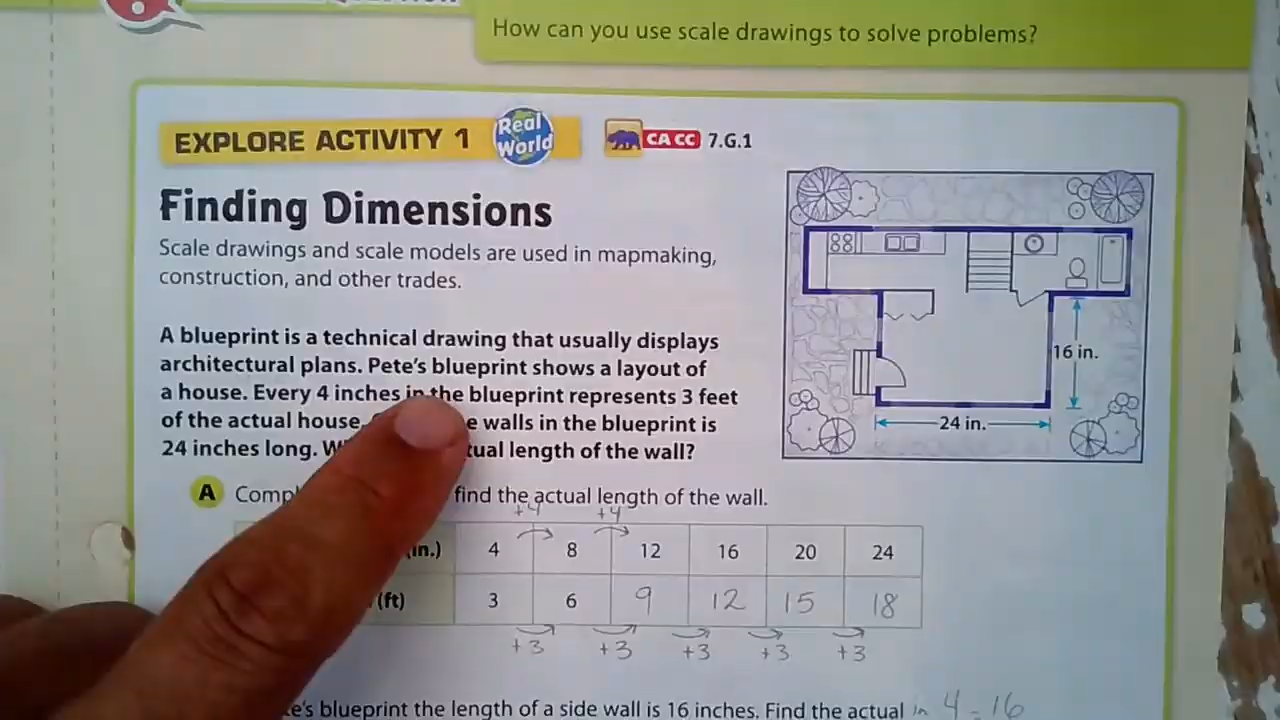 How can you use scale drawings to solve problems?
EXPLORE ACTIVITY 1 Real World CA CC 7.G.1
Finding Dimensions
Scale drawings and scale models are used in mapmaking,
construction, and other trades.
A blueprint is a technical drawing that usually displays
architectural plans. Pete's blueprint shows a layout of
a house. Every 4 inches in the blueprint represents 3 feet
of the actual house. walls in the blueprint is
24 inches long. length of the wall?
16 in.
24 in.
A find the actual length of the wall.
+4 +4
(in.) 4 8 12 16 20 24
(ft) 3 6 9 12 15 18
+3 +3 +3 +3 +3
blueprint the length of a side wall is 16 inches. Find the actual in 4 - 16